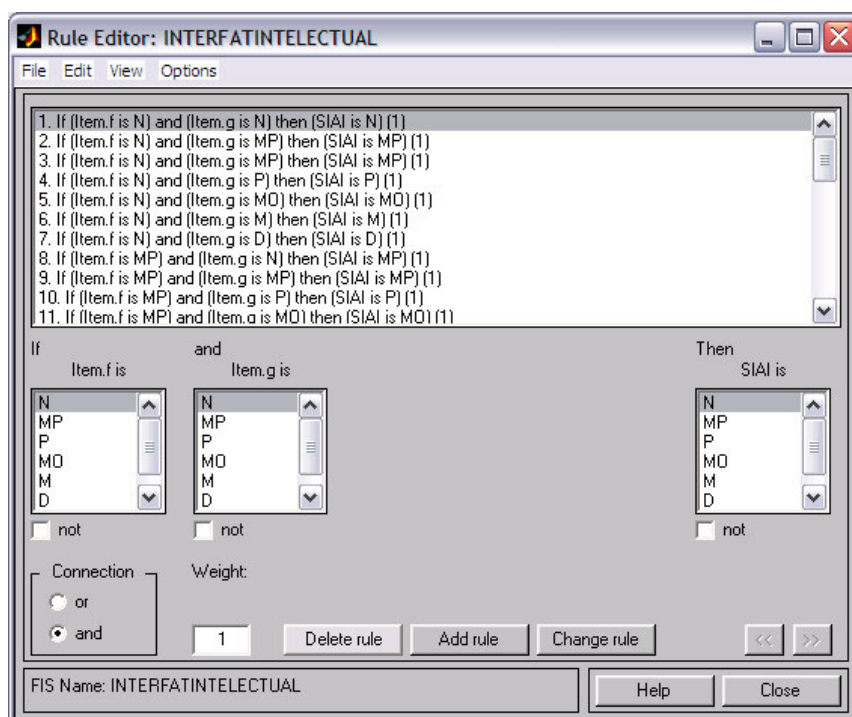 Rule Editor: INTERFATINTELECTUAL
File Edit View Options
1. If (Item.f is N) and (Item.g is N) then (SIAI is N) (1)
2. If (Item.f is N) and (Item.g is MP) then (SIAI is MP) (1)
3. If (Item.f is N) and (Item.g is MP) then (SIAI is MP) (1)
4. If (Item.f is N) and (Item.g is P) then (SIAI is P) (1)
5. If (Item.f is N) and (Item.g is MO) then (SIAI is MO) (1)
6. If (Item.f is N) and (Item.g is M) then (SIAI is M) (1)
7. If (Item.f is N) and (Item.g is D) then (SIAI is D) (1)
8. If (Item.f is MP) and (Item.g is N) then (SIAI is MP) (1)
9. If (Item.f is MP) and (Item.g is MP) then (SIAI is MP) (1)
10. If (Item.f is MP) and (Item.g is P) then (SIAI is P) (1)
11. If (Item.f is MP) and (Item.g is MO) then (SIAI is MO) (1)
If and Then
Item.f is Item.g is SIAI is
N N N
MP MP MP
P P P
MO MO MO
M M M
D D D
not not not
Connection Weight:
or
and 1 Delete rule Add rule Change rule << >>
FIS Name: INTERFATINTELECTUAL Help Close